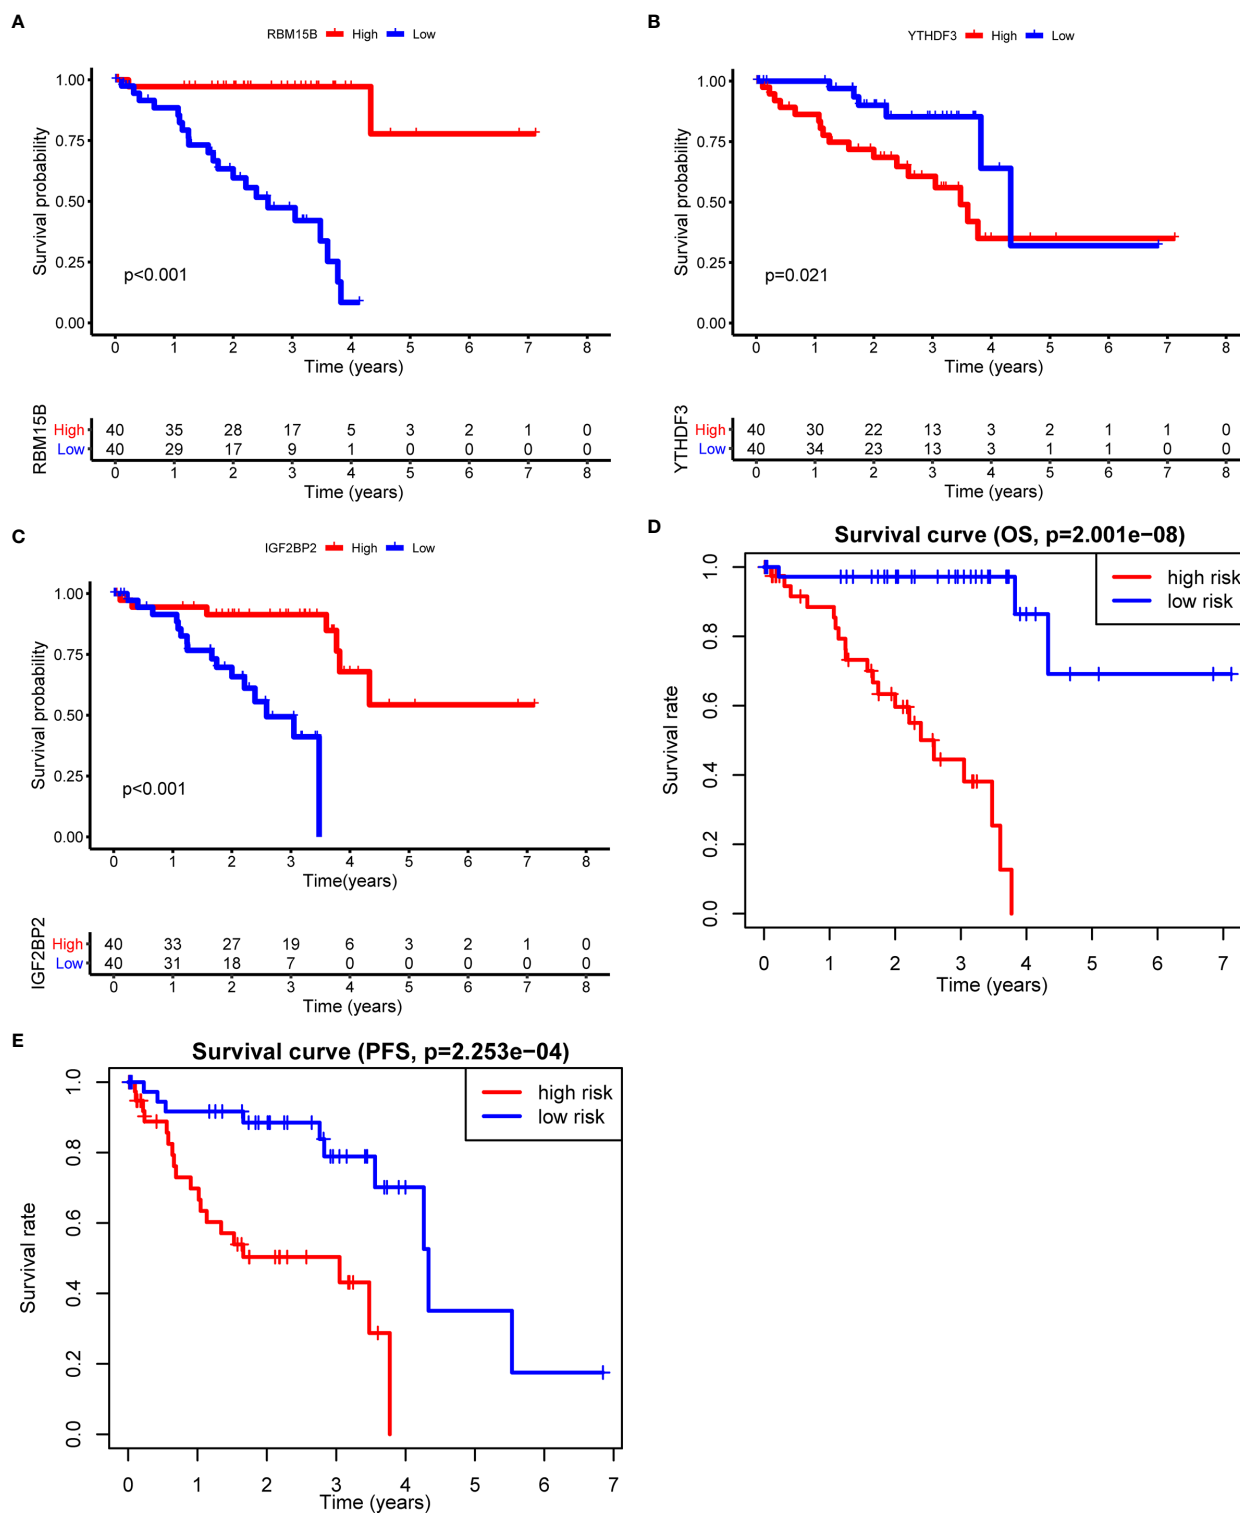 A
RBM15B High Low
1.00
0.75
0.50
0.25
0.00
Survival probability
p<0.001
0 1 2 3 4 5 6 7 8
Time (years)
RBM15B
High 40 35 28 17 5 3 2 1 0
Low 40 29 17 9 1 0 0 0 0
0 1 2 3 4 5 6 7 8
Time (years)
B
YTHDF3 High Low
1.00
0.75
0.50
0.25
0.00
Survival probability
p=0.021
0 1 2 3 4 5 6 7 8
Time (years)
YTHDF3
High 40 30 22 13 3 2 1 1 0
Low 40 34 23 13 3 1 1 0 0
0 1 2 3 4 5 6 7 8
Time (years)
C
IGF2BP2 High Low
1.00
0.75
0.50
0.25
0.00
Survival probability
p<0.001
0 1 2 3 4 5 6 7 8
Time(years)
IGF2BP2
High 40 33 27 19 6 3 2 1 0
Low 40 31 18 7 0 0 0 0 0
0 1 2 3 4 5 6 7 8
Time (years)
D
Survival curve (OS, p=2.001e−08)
high risk
low risk
1.0
0.8
0.6
0.4
0.2
0.0
Survival rate
0 1 2 3 4 5 6 7
Time (years)
E
Survival curve (PFS, p=2.253e−04)
high risk
low risk
1.0
0.8
0.6
0.4
0.2
0.0
Survival rate
0 1 2 3 4 5 6 7
Time (years)